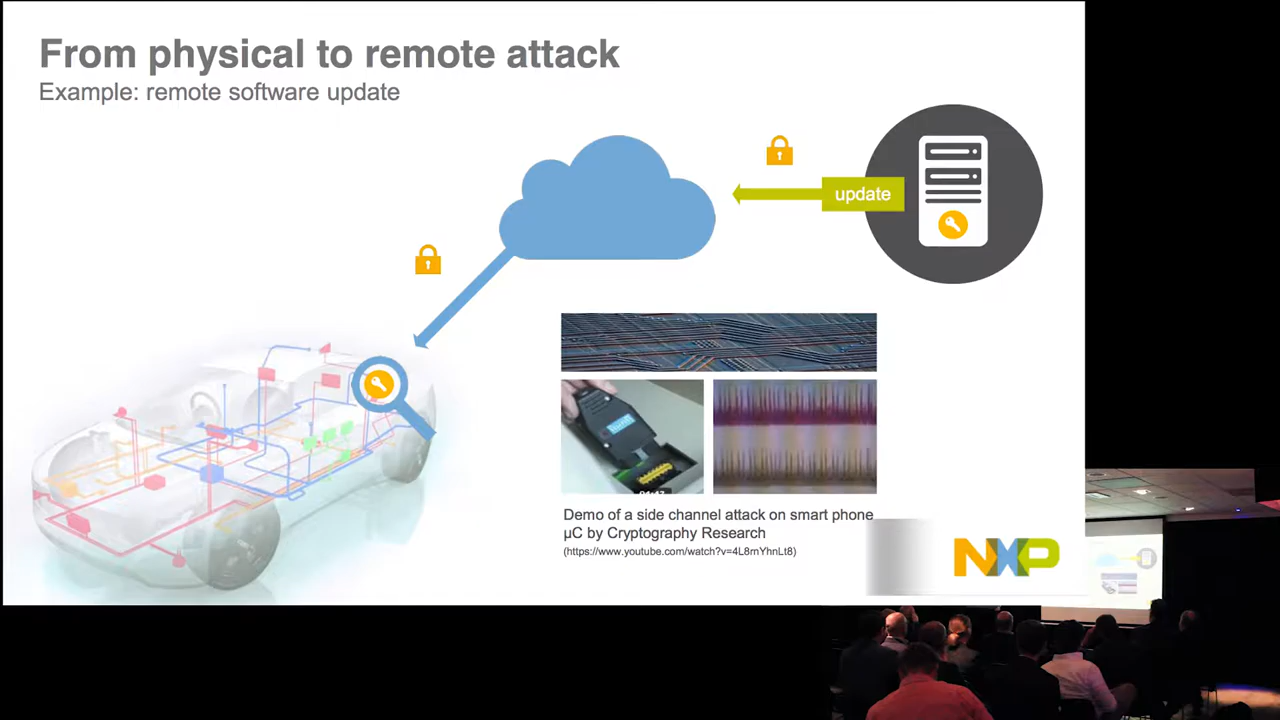 From physical to remote attack
Example: remote software update
update
Demo of a side channel attack on smart phone
µC by Cryptography Research
(https://www.youtube.com/watch?v=4L8rnYhnLt8)
NXP